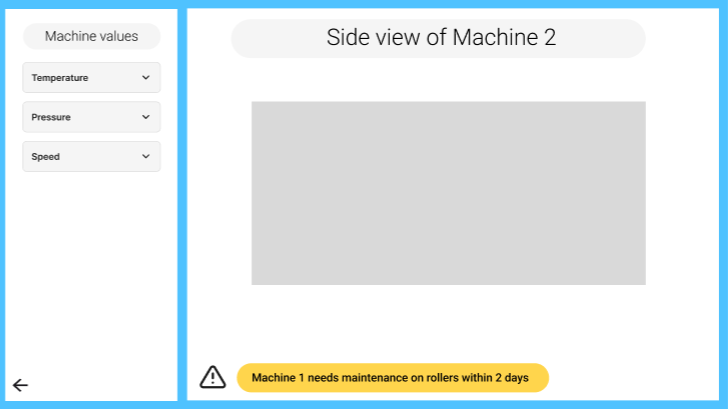 Machine values
Temperature
Pressure
Speed
Side view of Machine 2
Machine 1 needs maintenance on rollers within 2 days